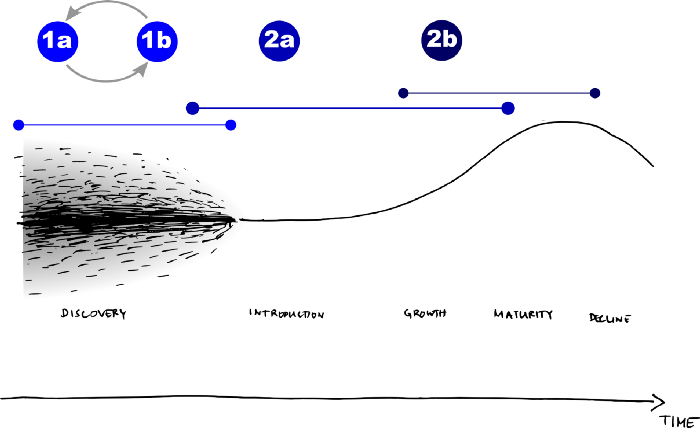 1a 1b 2a 2b
DISCOVERY INTRODUCTION GROWTH MATURITY DECLINE
TIME